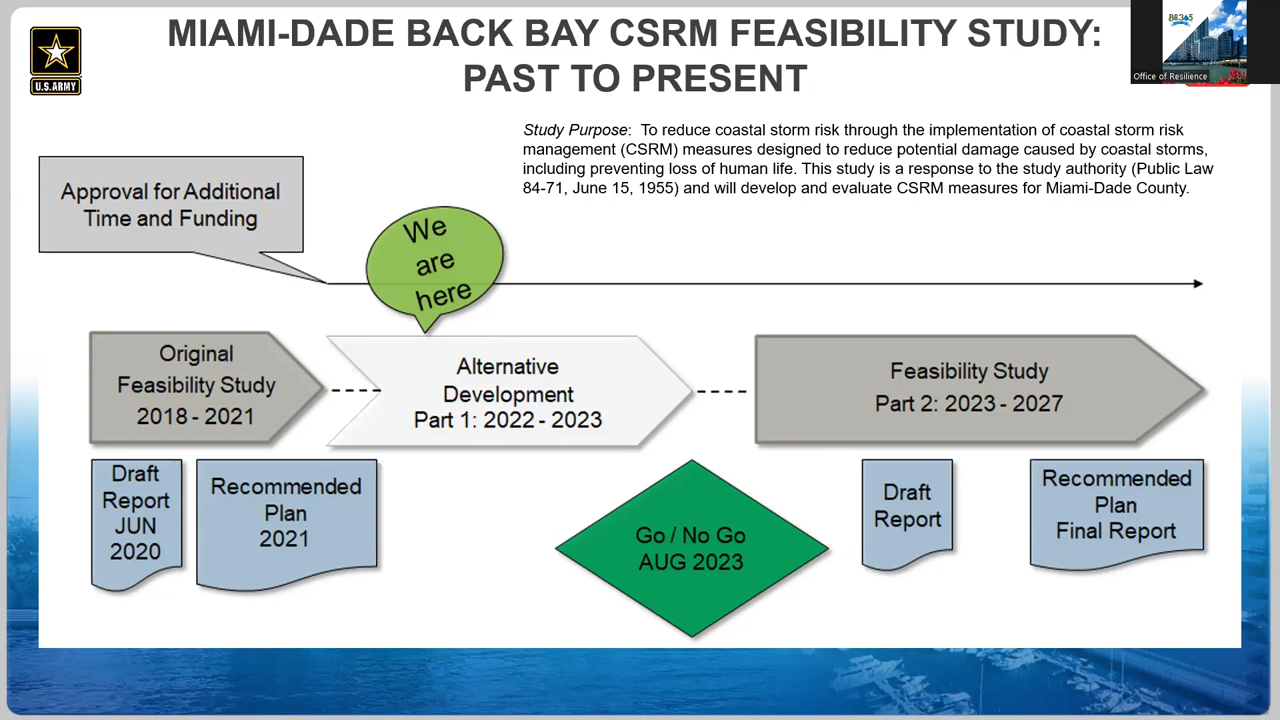 MIAMI-DADE BACK BAY CSRM FEASIBILITY STUDY:
PAST TO PRESENT
U.S.ARMY
Office of Resilience
Study Purpose: To reduce coastal storm risk through the implementation of coastal storm risk
management (CSRM) measures designed to reduce potential damage caused by coastal storms,
including preventing loss of human life. This study is a response to the study authority (Public Law
84-71, June 15, 1955) and will develop and evaluate CSRM measures for Miami-Dade County.
Approval for Additional
Time and Funding
We
are
here
Original
Feasibility Study
2018 - 2021
Alternative
Development
Part 1: 2022 - 2023
Feasibility Study
Part 2: 2023 - 2027
Draft
Report
JUN
2020
Recommended
Plan
2021
Go / No Go
AUG 2023
Draft
Report
Recommended
Plan
Final Report